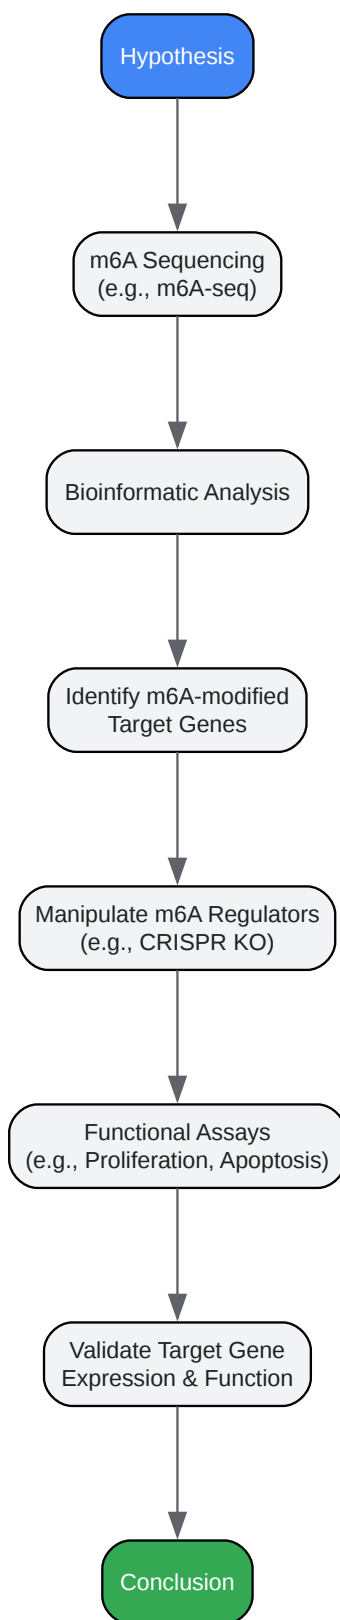 Hypothesis
m6A Sequencing
(e.g., m6A-seq)
Bioinformatic Analysis
Identify m6A-modified
Target Genes
Manipulate m6A Regulators
(e.g., CRISPR KO)
Functional Assays
(e.g., Proliferation, Apoptosis)
Validate Target Gene
Expression & Function
Conclusion